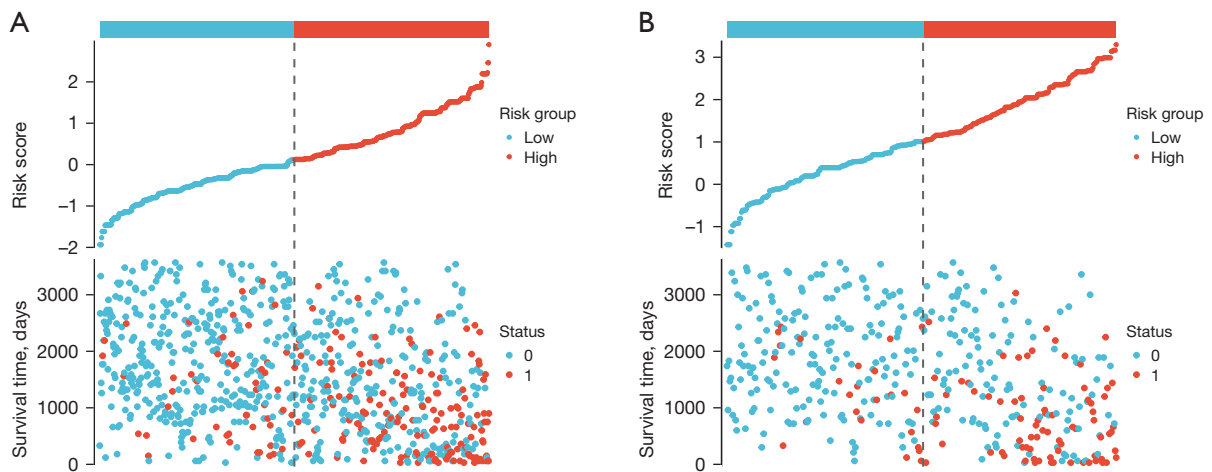 A
Risk score
2
1
0
−1
−2
Risk group
Low
High
Survival time, days
3000
2000
1000
0
Status
0
1
B
Risk score
3
2
1
0
−1
Risk group
Low
High
Survival time, days
3000
2000
1000
0
Status
0
1